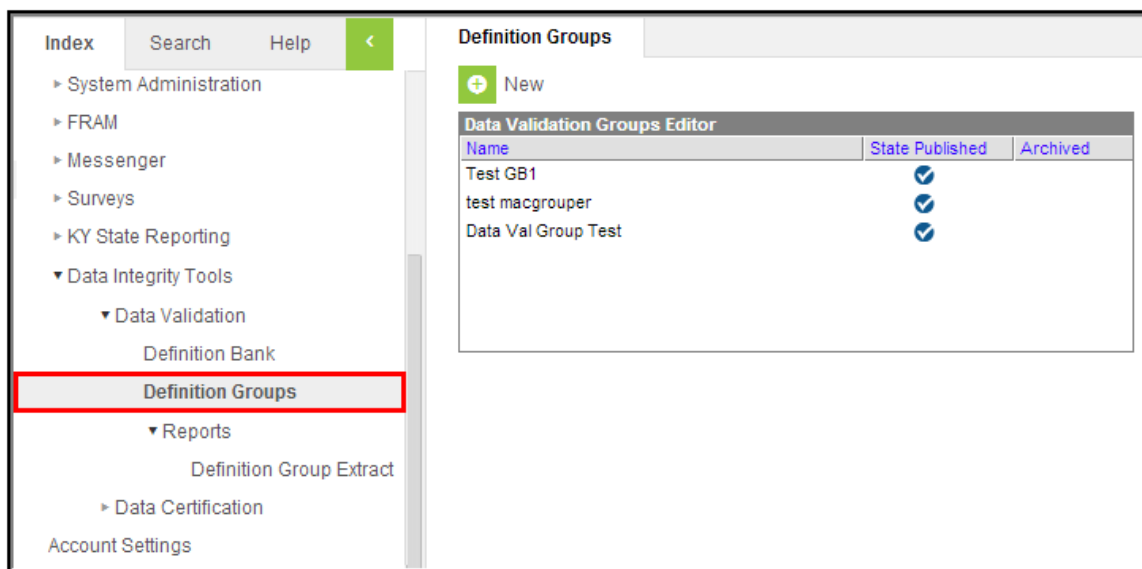 Index Search Help
System Administration
FRAM
Messenger
Surveys
KY State Reporting
Data Integrity Tools
Data Validation
Definition Bank
Definition Groups
Reports
Definition Group Extract
Data Certification
Account Settings
Definition Groups
New
Data Validation Groups Editor
Name State Published Archived
Test GB1
test macgrouper
Data Val Group Test